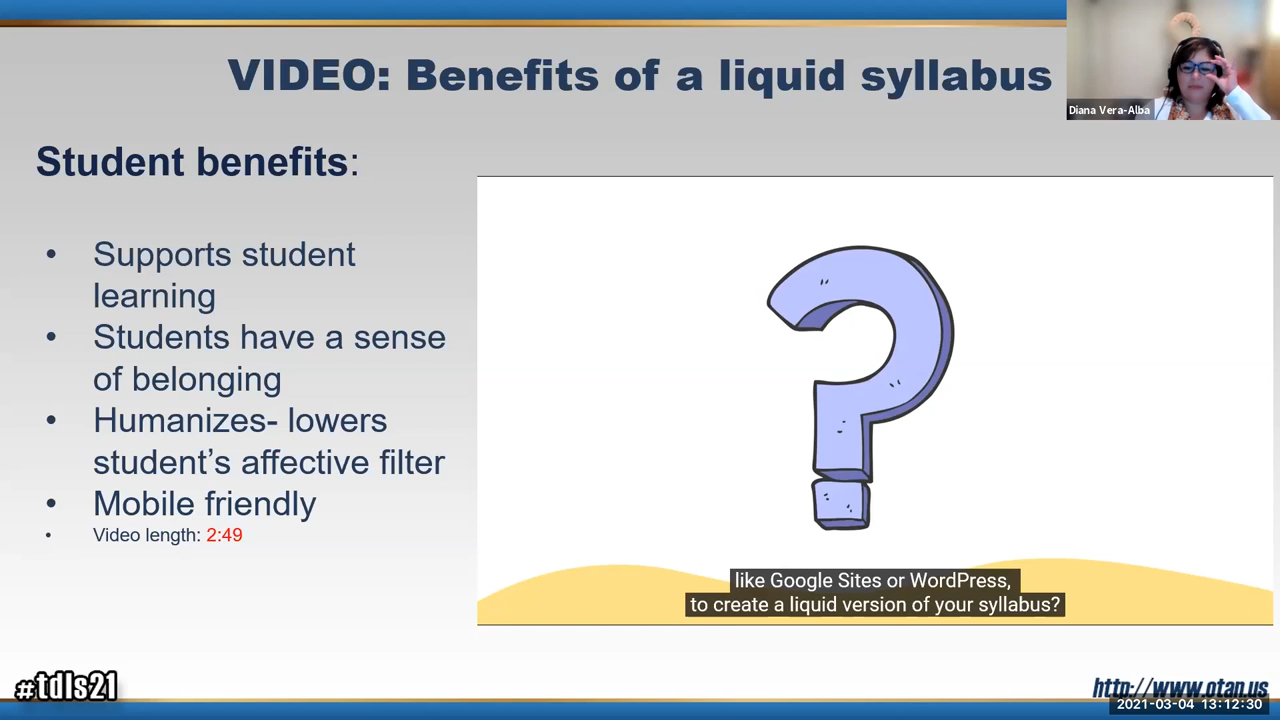 VIDEO: Benefits of a liquid syllabus
Diana Vera-Alba
Student benefits:
• Supports student
learning
• Students have a sense
of belonging
• Humanizes- lowers
student’s affective filter
• Mobile friendly
• Video length: 2:49
like Google Sites or WordPress,
to create a liquid version of your syllabus?
#tdls21
http://www.otan.us
2021-03-04 13:12:30